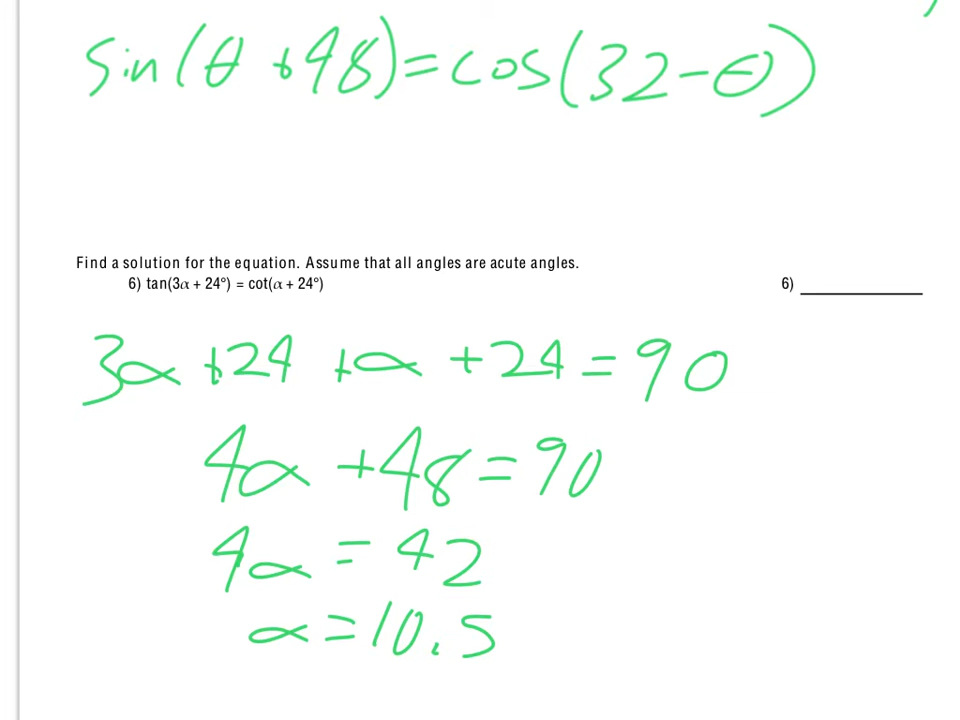 sin(θ+48)=cos(32-θ)
Find a solution for the equation. Assume that all angles are acute angles.
6) tan(3α + 24°) = cot(α + 24°)
6)
3α +24 +α +24 = 90
4α +48=90
4α = 42
α=10.5